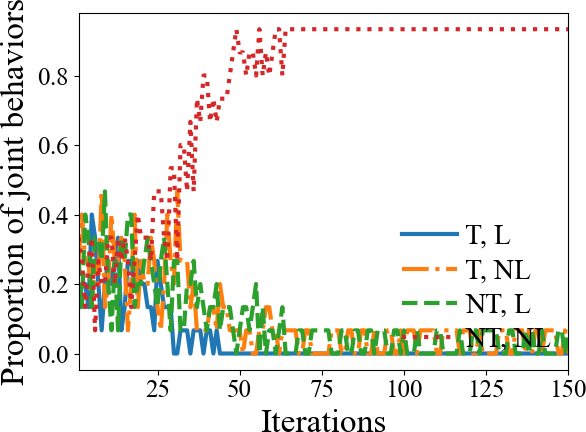 Proportion of joint behaviors
0.8
0.6
0.4
0.2
0.0
T, L
T, NL
NT, L
NT, NL
25 50 75 100 125 150
Iterations